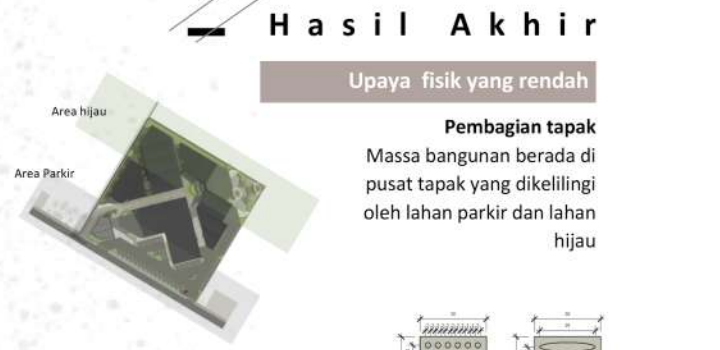 Hasil Akhir
Upaya fisik yang rendah
Area hijau
Area Parkir
Pembagian tapak
Massa bangunan berada di
pusat tapak yang dikelilingi
oleh lahan parkir dan lahan
hijau